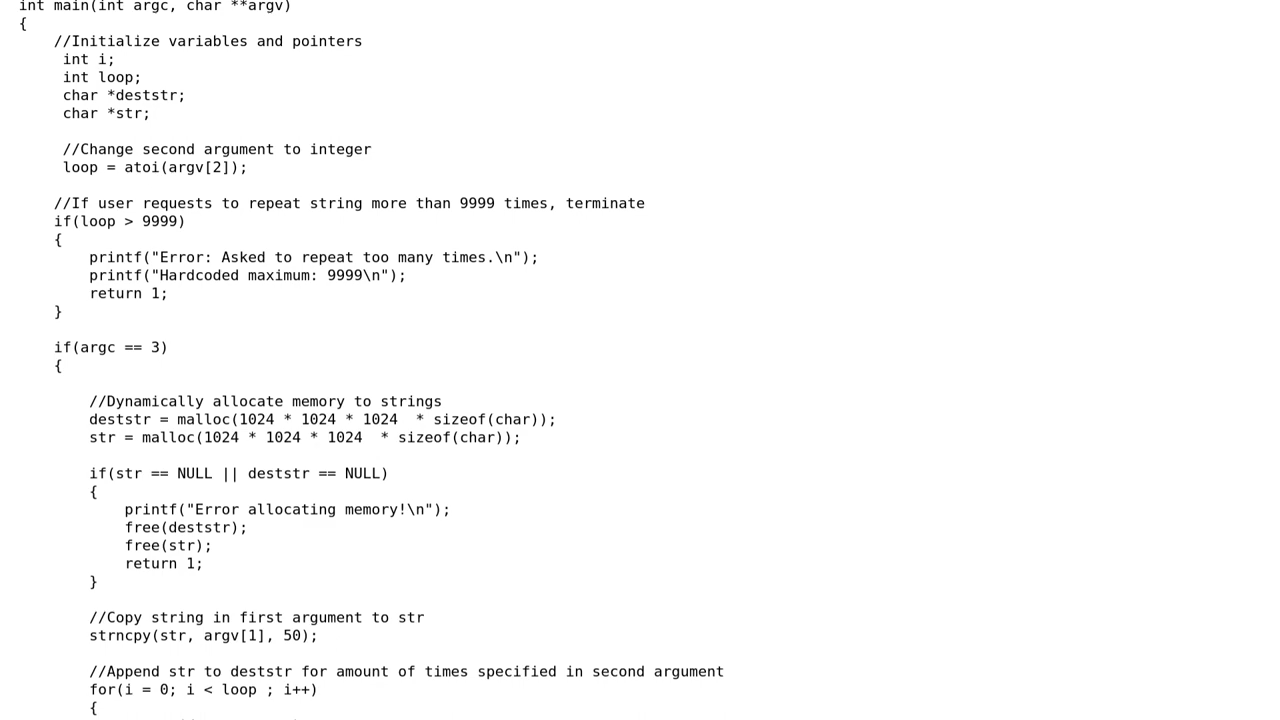 int main(int argc, char **argv)
{
    //Initialize variables and pointers
     int i;
     int loop;
     char *deststr;
     char *str;

     //Change second argument to integer
     loop = atoi(argv[2]);

    //If user requests to repeat string more than 9999 times, terminate
    if(loop > 9999)
    {
        printf("Error: Asked to repeat too many times.\n");
        printf("Hardcoded maximum: 9999\n");
        return 1;
    }

    if(argc == 3)
    {

        //Dynamically allocate memory to strings
        deststr = malloc(1024 * 1024 * 1024  * sizeof(char));
        str = malloc(1024 * 1024 * 1024  * sizeof(char));

        if(str == NULL || deststr == NULL)
        {
            printf("Error allocating memory!\n");
            free(deststr);
            free(str);
            return 1;
        }

        //Copy string in first argument to str
        strncpy(str, argv[1], 50);

        //Append str to deststr for amount of times specified in second argument
        for(i = 0; i < loop ; i++)
        {